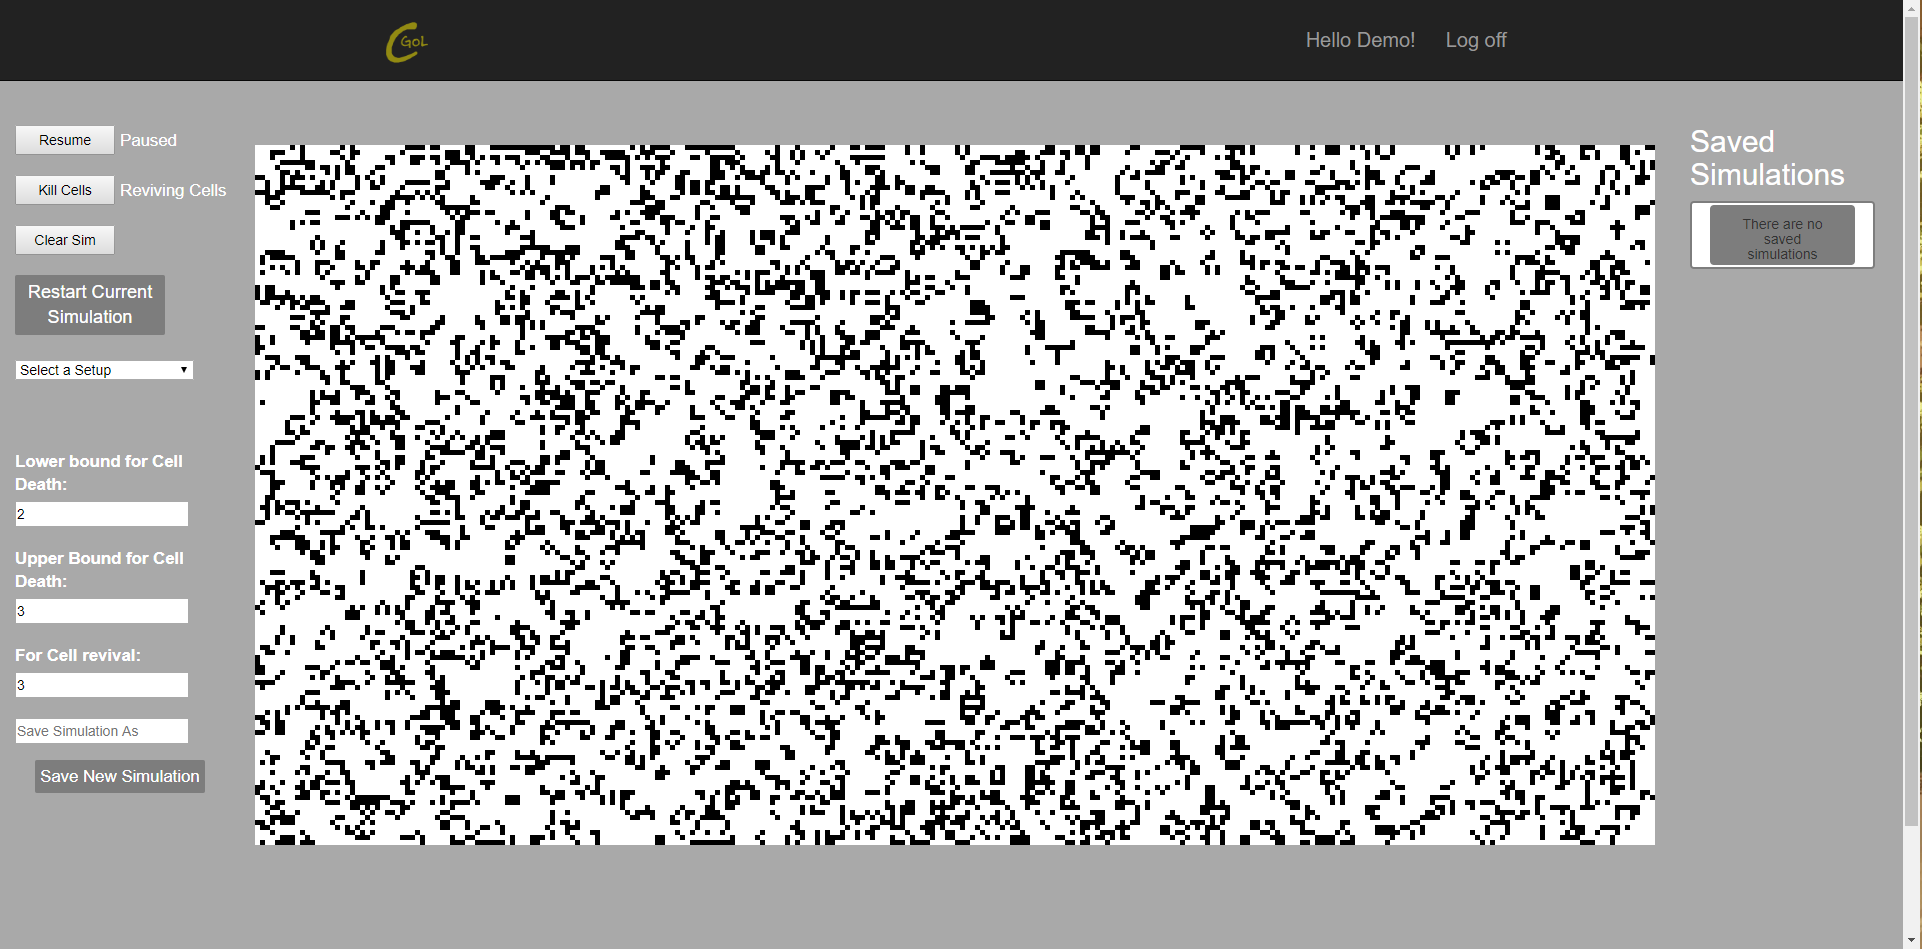 CGoL
Hello Demo! Log off
Resume Paused
Kill Cells Reviving Cells
Clear Sim
Restart Current
Simulation
Select a Setup
Lower bound for Cell
Death:
2
Upper Bound for Cell
Death:
3
For Cell revival:
3
Save Simulation As
Save New Simulation
Saved
Simulations
There are no
saved
simulations